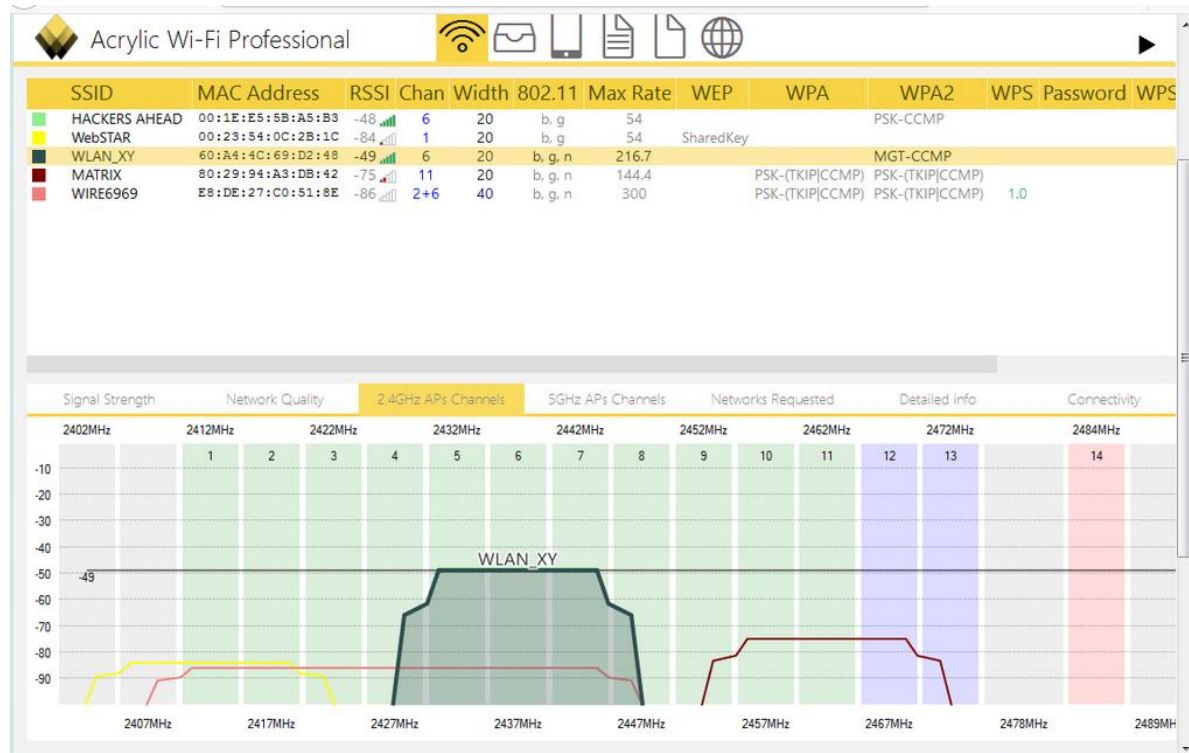 Acrylic Wi-Fi Professional
SSID MAC Address RSSI Chan Width 802.11 Max Rate WEP WPA WPA2 WPS Password WPS
HACKERS AHEAD 00:1E:E5:5B:A5:B3 -48 6 20 b, g 54 PSK-CCMP
WebSTAR 00:23:54:0C:2B:1C -84 1 20 b, g 54 SharedKey
WLAN_XY 60:A4:4C:69:D2:48 -49 6 20 b, g, n 216.7 MGT-CCMP
MATRIX 80:29:94:A3:DB:42 -75 11 20 b, g, n 144.4 PSK-(TKIP|CCMP) PSK-(TKIP|CCMP)
WIRE6969 E8:DE:27:C0:51:8E -86 2+6 40 b, g, n 300 PSK-(TKIP|CCMP) PSK-(TKIP|CCMP) 1.0
Signal Strength Network Quality 2.4GHz APs Channels 5GHz APs Channels Networks Requested Detailed info Connectivity
2402MHz 2412MHz 2422MHz 2432MHz 2442MHz 2452MHz 2462MHz 2472MHz 2484MHz
1 2 3 4 5 6 7 8 9 10 11 12 13 14
-10
-20
-30
-40
WLAN_XY
-50 -49
-60
-70
-80
-90
2407MHz 2417MHz 2427MHz 2437MHz 2447MHz 2457MHz 2467MHz 2478MHz 2489MH